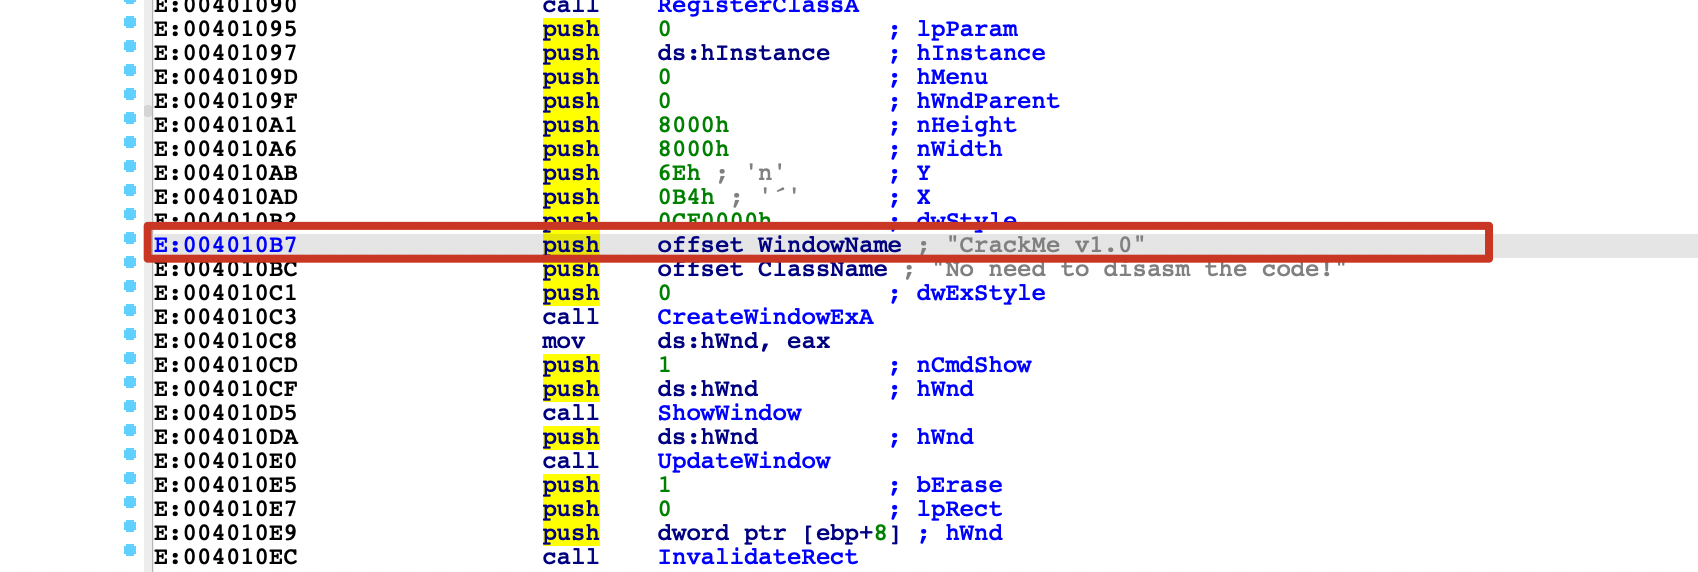 E:00401090 call RegisterClassA
E:00401095 push 0 ; lpParam
E:00401097 push ds:hInstance ; hInstance
E:0040109D push 0 ; hMenu
E:0040109F push 0 ; hWndParent
E:004010A1 push 8000h ; nHeight
E:004010A6 push 8000h ; nWidth
E:004010AB push 6Eh ; 'n' ; Y
E:004010AD push 0B4h ; '´' ; X
E:004010B2 push 0CF0000h ; dwStyle
E:004010B7 push offset WindowName ; "CrackMe v1.0"
E:004010BC push offset ClassName ; "No need to disasm the code!"
E:004010C1 push 0 ; dwExStyle
E:004010C3 call CreateWindowExA
E:004010C8 mov ds:hWnd, eax
E:004010CD push 1 ; nCmdShow
E:004010CF push ds:hWnd ; hWnd
E:004010D5 call ShowWindow
E:004010DA push ds:hWnd ; hWnd
E:004010E0 call UpdateWindow
E:004010E5 push 1 ; bErase
E:004010E7 push 0 ; lpRect
E:004010E9 push dword ptr [ebp+8] ; hWnd
E:004010EC call InvalidateRect